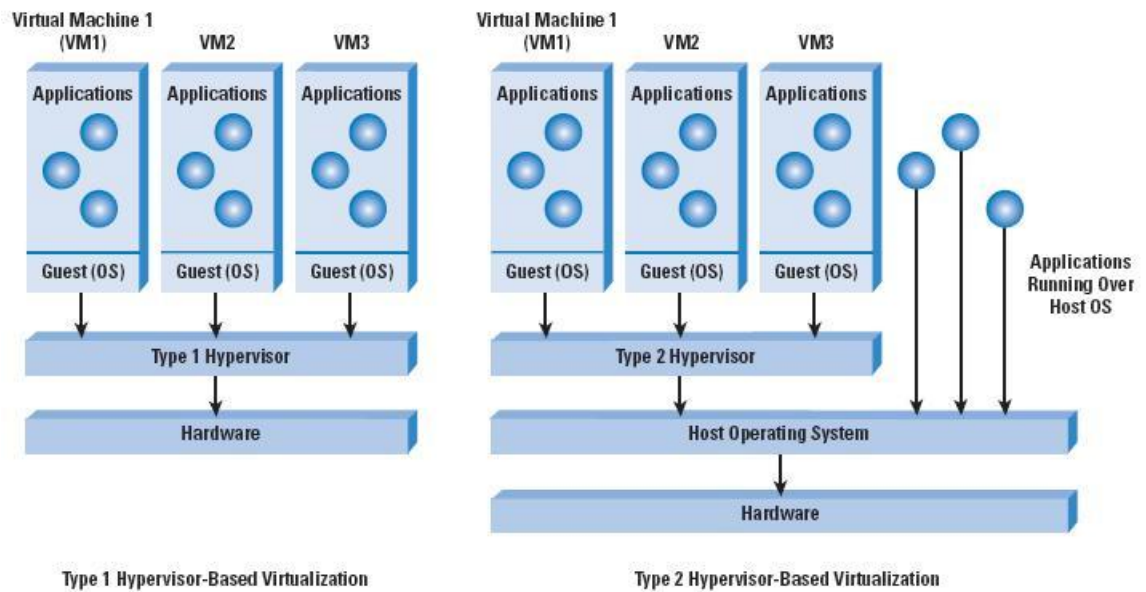 Virtual Machine 1
(VM1)
VM2
VM3
Applications
Applications
Applications
Guest (OS)
Guest (OS)
Guest (OS)
Type 1 Hypervisor
Hardware
Type 1 Hypervisor-Based Virtualization
Virtual Machine 1
(VM1)
VM2
VM3
Applications
Applications
Applications
Guest (OS)
Guest (OS)
Guest (OS)
Applications
Running Over
Host OS
Type 2 Hypervisor
Host Operating System
Hardware
Type 2 Hypervisor-Based Virtualization